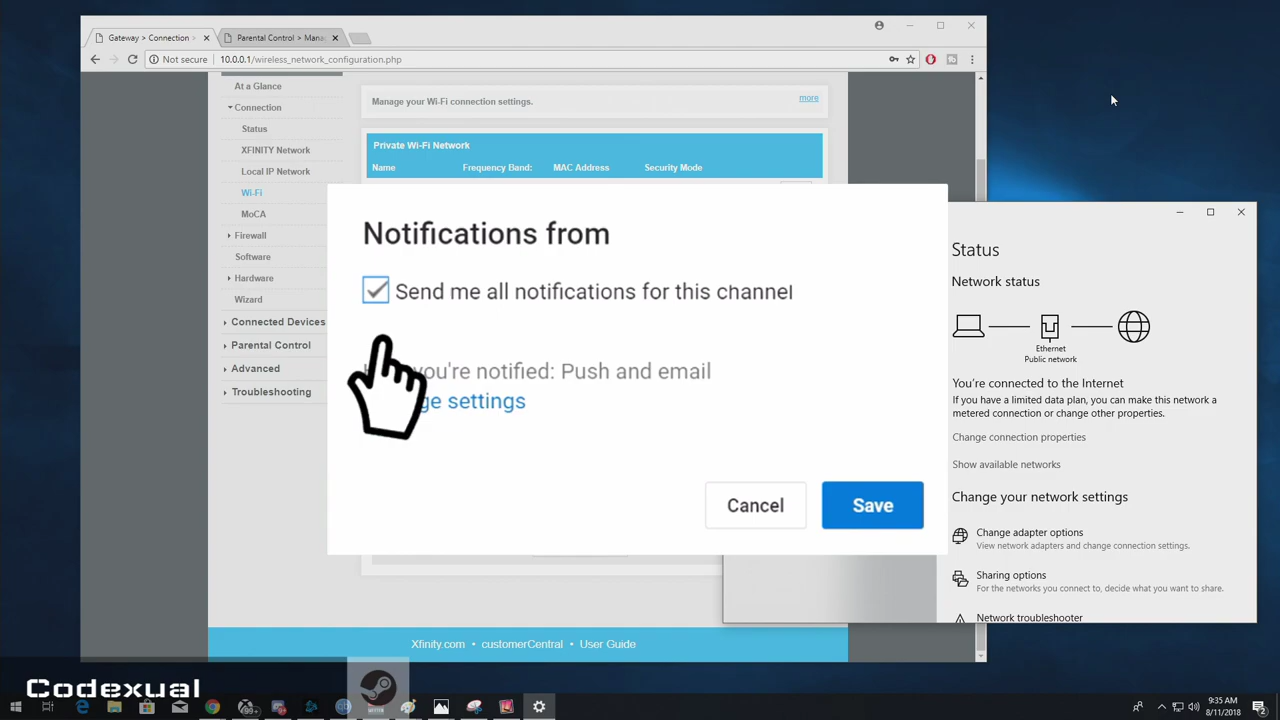 Gateway > Connection >
Parental Control > Mana
Not secure
10.0.0.1/wireless_network_configuration.php
At a Glance
Connection
Status
XFINITY Network
Local IP Network
Wi-Fi
MoCA
Firewall
Software
Hardware
Wizard
Connected Devices
Parental Control
Advanced
Troubleshooting
Manage your Wi-Fi connection settings.
more
Private Wi-Fi Network
Name Frequency Band: MAC Address Security Mode
Notifications from
Send me all notifications for this channel
you're notified: Push and email
ge settings
Cancel
Save
Status
Network status
Ethernet
Public network
You're connected to the Internet
If you have a limited data plan, you can make this network a
metered connection or change other properties.
Change connection properties
Show available networks
Change your network settings
Change adapter options
View network adapters and change connection settings.
Sharing options
For the networks you connect to, decide what you want to share.
Network troubleshooter
Xfinity.com • customerCentral • User Guide
Codexual
STEAM
99+
9:35 AM
8/11/2018
2